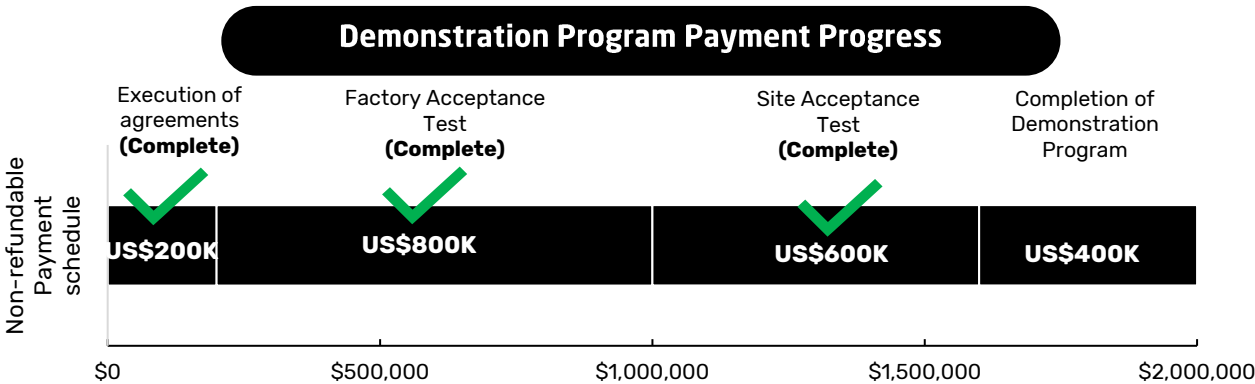 Demonstration Program Payment Progress
Execution of
agreements
(Complete)
Factory Acceptance
Test
(Complete)
Site Acceptance
Test
(Complete)
Completion of
Demonstration
Program
Non-refundable
Payment
schedule
US$200K
US$800K
US$600K
US$400K
$0
$500,000
$1,000,000
$1,500,000
$2,000,000